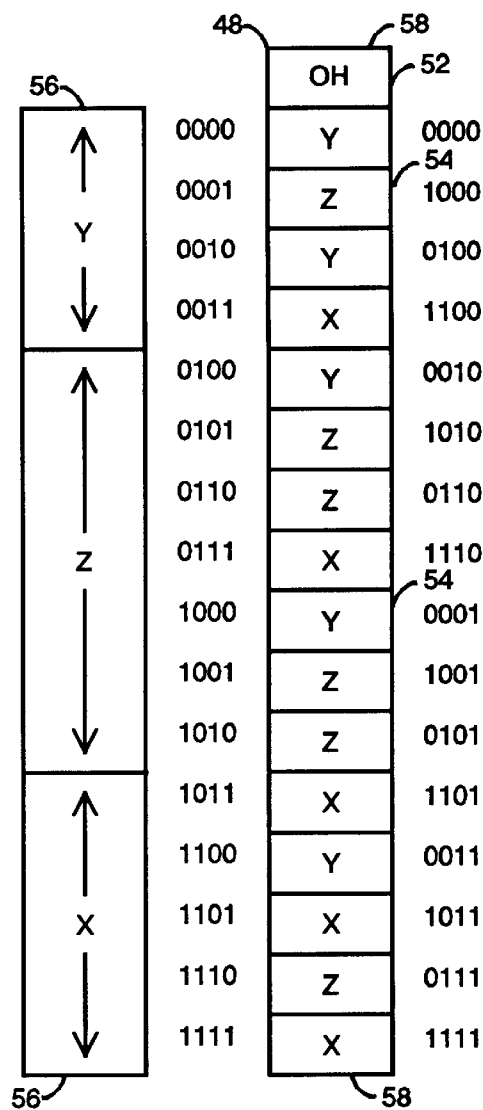 48 58
OH 52
56
0000 Y 0000
54
0001 Z 1000
Y
0010 Y 0100
0011 X 1100
0100 Y 0010
0101 Z 1010
0110 Z 0110
Z
0111 X 1110
54
1000 Y 0001
1001 Z 1001
1010 Z 0101
1011 X 1101
1100 Y 0011
X
1101 X 1011
1110 Z 0111
1111 X 1111
56 58